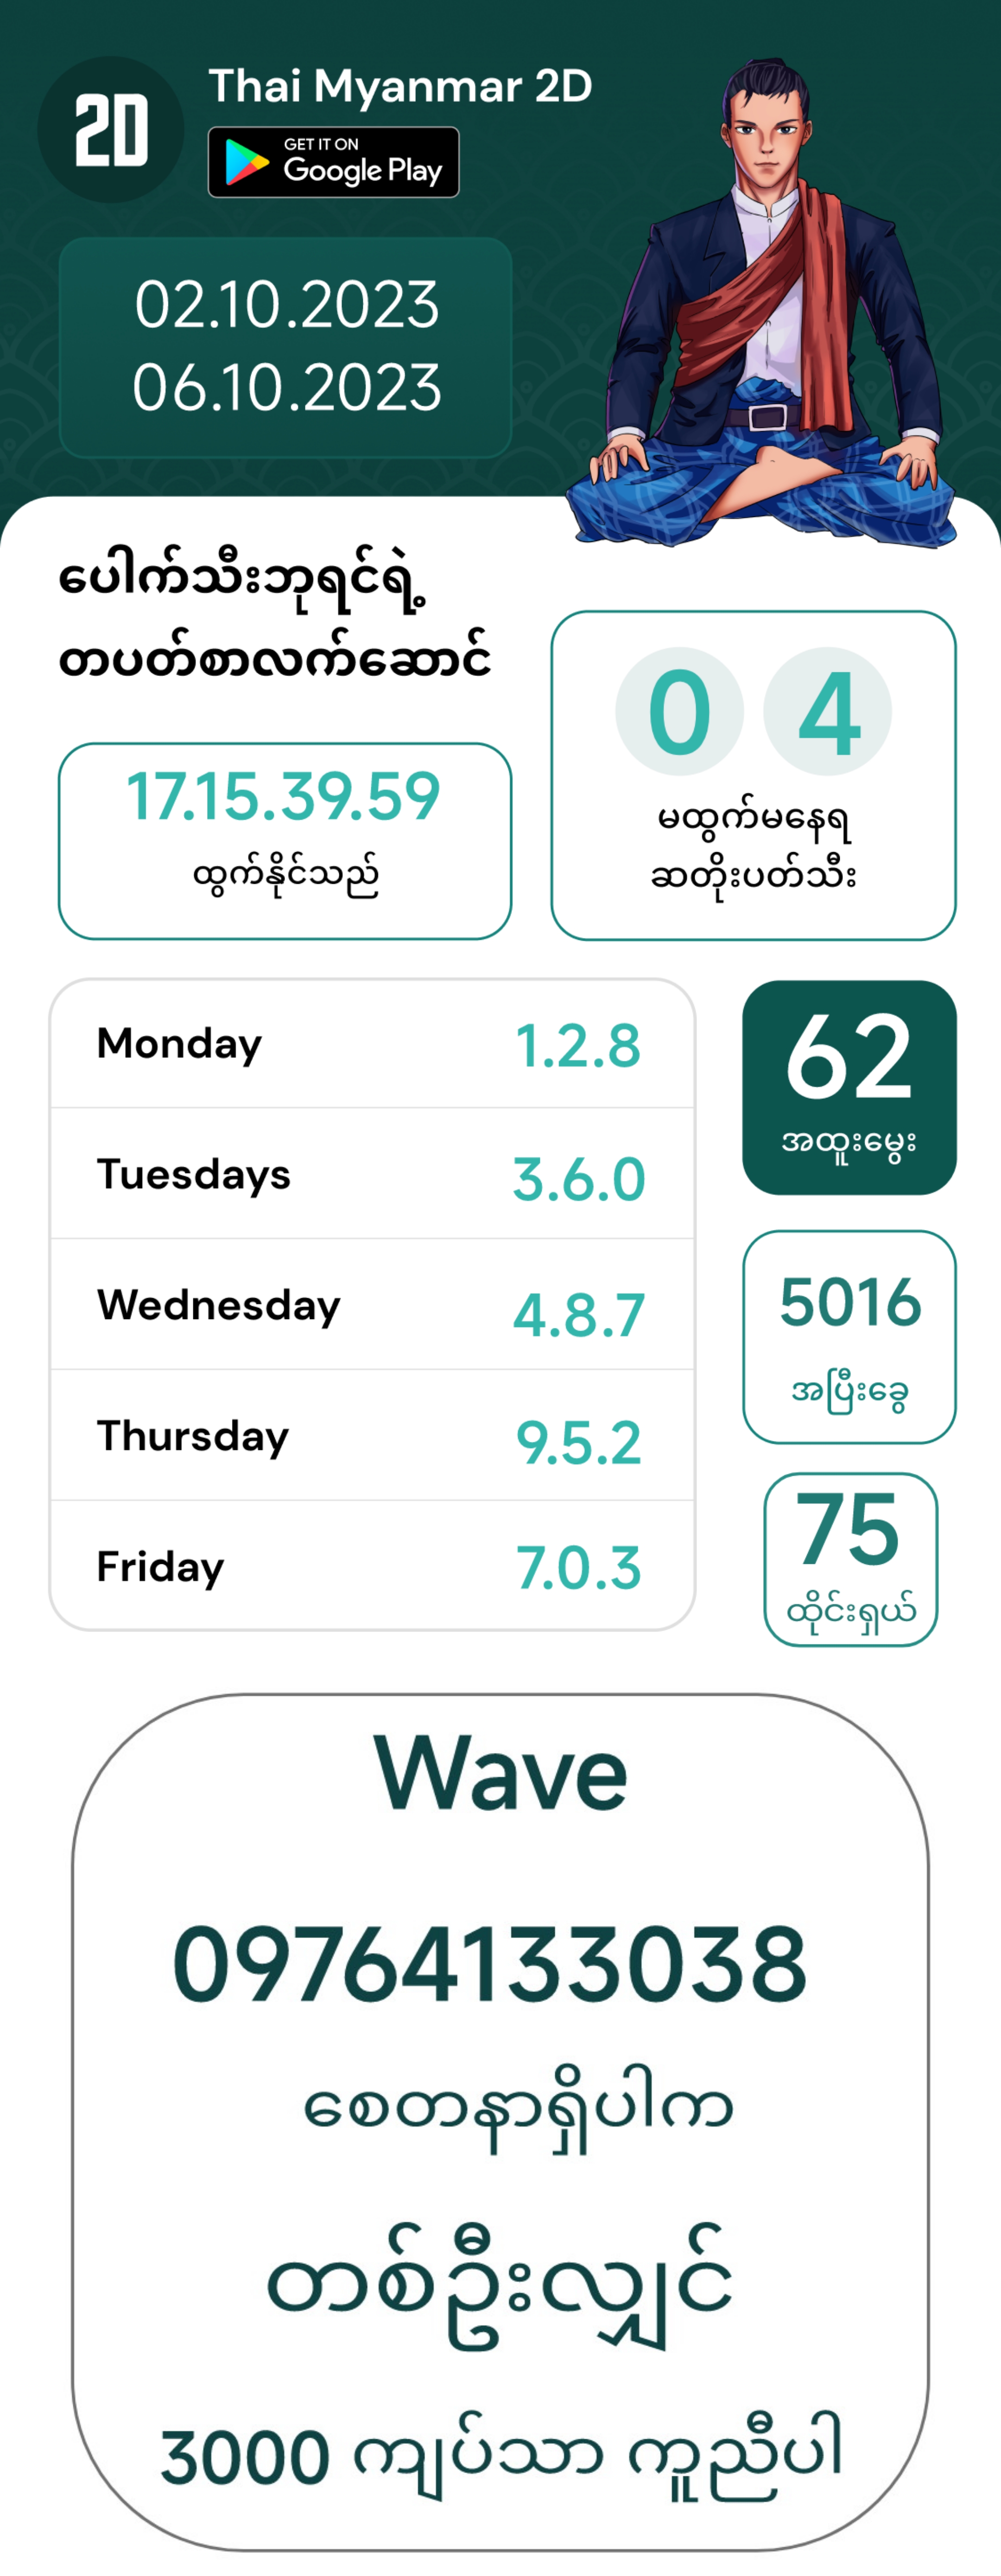 2D
Thai Myanmar 2D
GET IT ON
Google Play
02.10.2023
06.10.2023
ပေါက်သီးဘုရင်ရဲ့
တပတ်စာလက်ဆောင်
17.15.39.59
ထွက်နိုင်သည်
0 4
မထွက်မနေရ
ဆတိုးပတ်သီး
Monday 1.2.8
Tuesdays 3.6.0
Wednesday 4.8.7
Thursday 9.5.2
Friday 7.0.3
62
အထူးမွေး
5016
အပြီးခွေ
75
ထိုင်းရှယ်
Wave
09764133038
စေတနာရှိပါက
တစ်ဦးလျှင်
3000 ကျပ်သာ ကူညီပါ